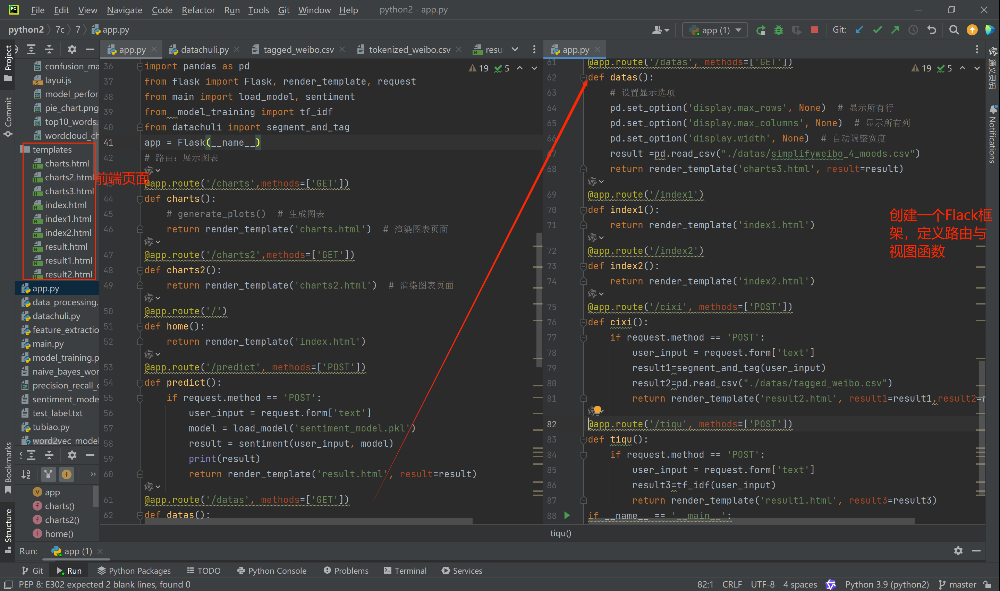 File Edit View Navigate Code Refactor Run Tools Git Window Help python2 - app.py
python2 7c 7 app.py
app (1) Git:
Project
Commit
Bookmarks
Structure
confusion_ma
layui.js
model_perfor
pie_chart.png
top10_words.
wordcloud_ch
templates
charts.html
charts2.html
charts3.html
index.html
index1.html
index2.html
result.html
result1.html
result2.html
app.py
data_processing.
datachuli.py
feature_extractio
main.py
model_training.p
naive_bayes_wor
precision_recall_c
sentiment_mode
test_label.txt
tubiao.py
word2vec_model
app
charts()
charts2()
home()
前端页面
app.py datachuli.py tagged_weibo.csv tokenized_weibo.csv resu
19 5
36 import pandas as pd
37 from flask import Flask, render_template, request
38 from main import load_model, sentiment
39 from model_training import tf_idf
40 from datachuli import segment_and_tag
41 app = Flask(__name__)
42 # 路由：展示图表
43 @app.route('/charts',methods=['GET'])
44 def charts():
45 # generate_plots() # 生成图表
46 return render_template('charts.html') # 渲染图表页面
47 @app.route('/charts2',methods=['GET'])
48 def charts2():
49 return render_template('charts2.html') # 渲染图表页面
50 @app.route('/')
51 def home():
52 return render_template('index.html')
53 @app.route('/predict', methods=['POST'])
54 def predict():
55 if request.method == 'POST':
56 user_input = request.form['text']
57 model = load_model('sentiment_model.pkl')
58 result = sentiment(user_input, model)
59 print(result)
60 return render_template('result.html', result=result)
61 @app.route('/datas', methods=['GET'])
62 def datas():
app.py
19 5
61 @app.route('/datas', methods=['GET'])
62 def datas():
63 # 设置显示选项
64 pd.set_option('display.max_rows', None) # 显示所有行
65 pd.set_option('display.max_columns', None) # 显示所有列
66 pd.set_option('display.width', None) # 自动调整宽度
67 result =pd.read_csv("./datas/simplifyweibo_4_moods.csv")
68 return render_template('charts3.html', result=result)
69 @app.route('/index1')
70 def index1():
71 return render_template('index1.html')
72 @app.route('/index2')
73 def index2():
74 return render_template('index2.html')
75 @app.route('/cixi', methods=['POST'])
76 def cixi():
77 if request.method == 'POST':
78 user_input = request.form['text']
79 result1=segment_and_tag(user_input)
80 result2=pd.read_csv("./datas/tagged_weibo.csv")
81 return render_template('result2.html', result1=result1,result2=r
82 @app.route('/tiqu', methods=['POST'])
83 def tiqu():
84 if request.method == 'POST':
85 user_input = request.form['text']
86 result3=tf_idf(user_input)
87 return render_template('result1.html', result3=result3)
88 if __name__ == '__main__':
tiqu()
创建一个Flack框
架，定义路由与
视图函数
通义灵码
Notifications
Run: app (1)
Git Run Python Packages TODO Python Console Problems Terminal Services
PEP 8: E302 expected 2 blank lines, found 0 82:1 CRLF UTF-8 4 spaces Python 3.9 (python2) master